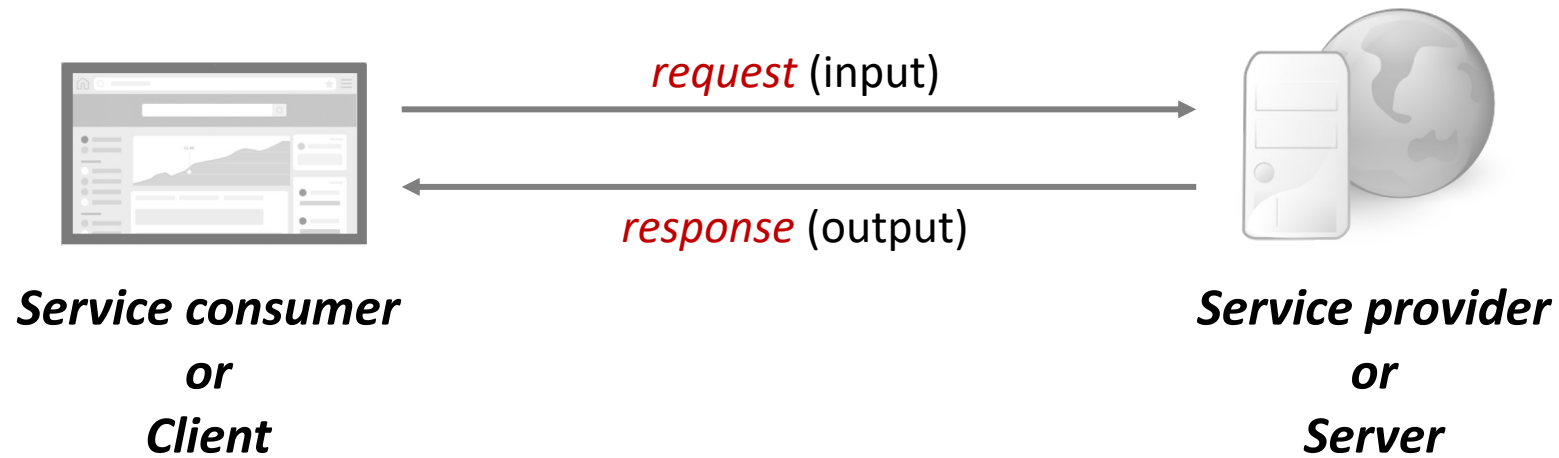 request (input)
response (output)
Service consumer
or
Client
Service provider
or
Server